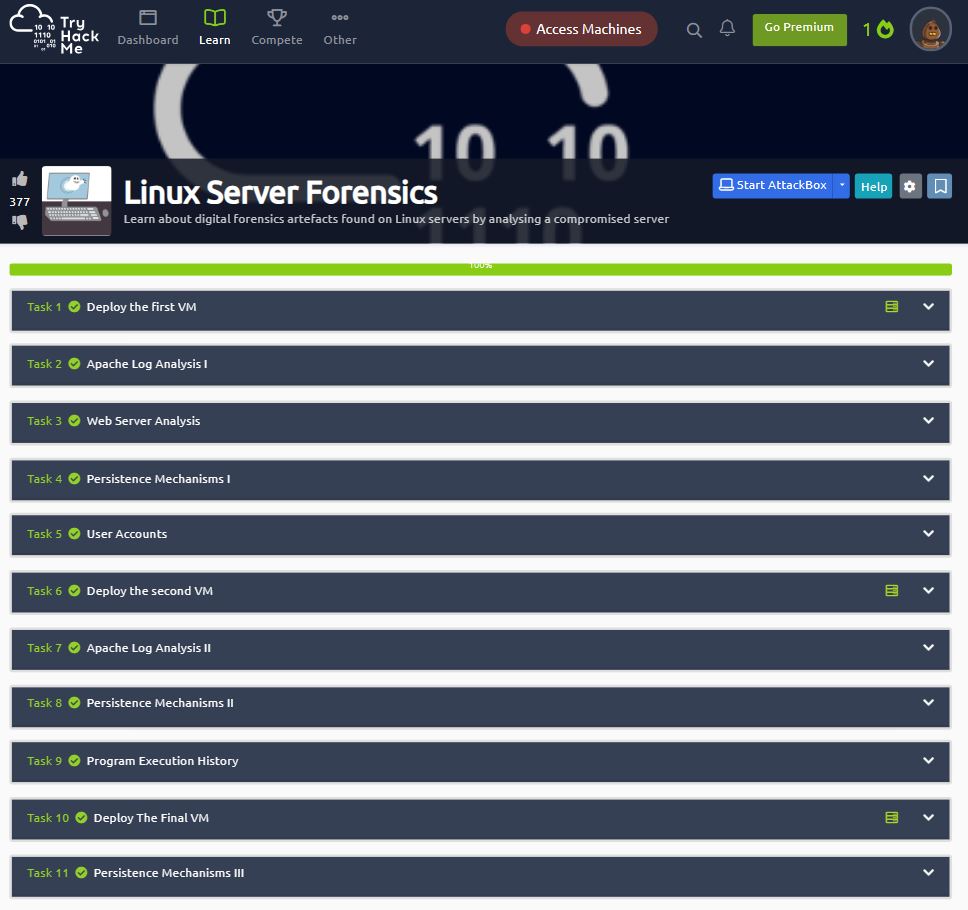 Try
Hack
Me
Dashboard
Learn
Compete
Other
Access Machines
Go Premium
1
10 10
1110
377
Linux Server Forensics
Learn about digital forensics artefacts found on Linux servers by analysing a compromised server
Start AttackBox
Help
100%
Task 1 Deploy the first VM
Task 2 Apache Log Analysis I
Task 3 Web Server Analysis
Task 4 Persistence Mechanisms I
Task 5 User Accounts
Task 6 Deploy the second VM
Task 7 Apache Log Analysis II
Task 8 Persistence Mechanisms II
Task 9 Program Execution History
Task 10 Deploy The Final VM
Task 11 Persistence Mechanisms III